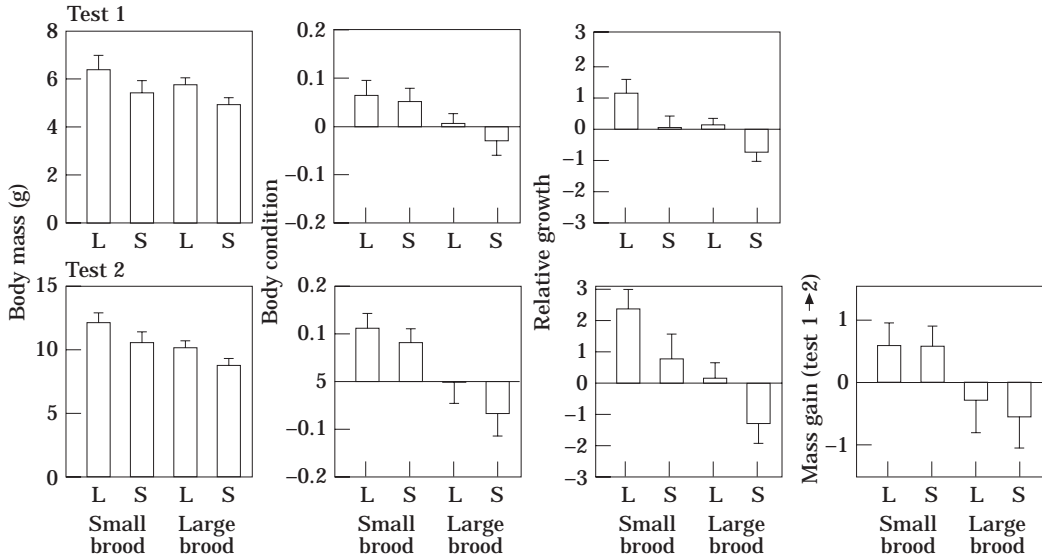 Test 1
Body mass (g)
8
6
4
2
0
L S L S
Body condition
0.2
0.1
0
−0.1
−0.2
L S L S
Relative growth
3
2
1
0
−1
−2
−3
L S L S
Test 2
15
10
5
0
L S L S
Small brood Large brood
0.2
0.1
5
−0.1
−0.2
L S L S
Small brood Large brood
3
2
1
0
−1
−2
−3
L S L S
Small brood Large brood
Mass gain (test 1→2)
1
0
−1
L S L S
Small brood Large brood